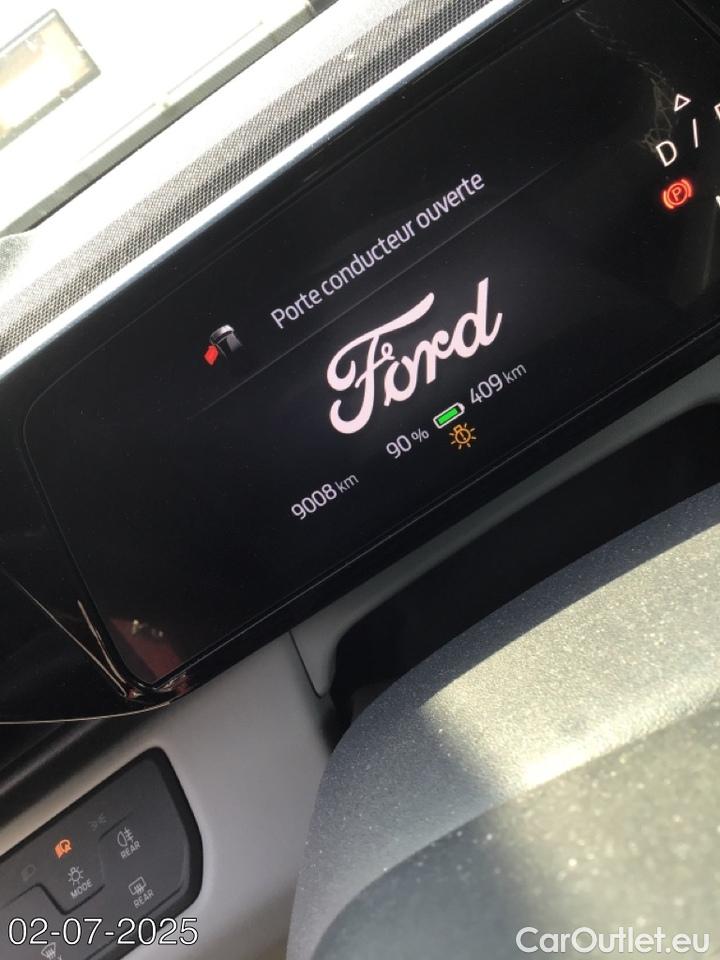 Porte conducteur ouverte
D /
P
Ford
90 % 409 km
9008 km
REAR
MODE
REAR
02-07-2025
CarOutlet.eu